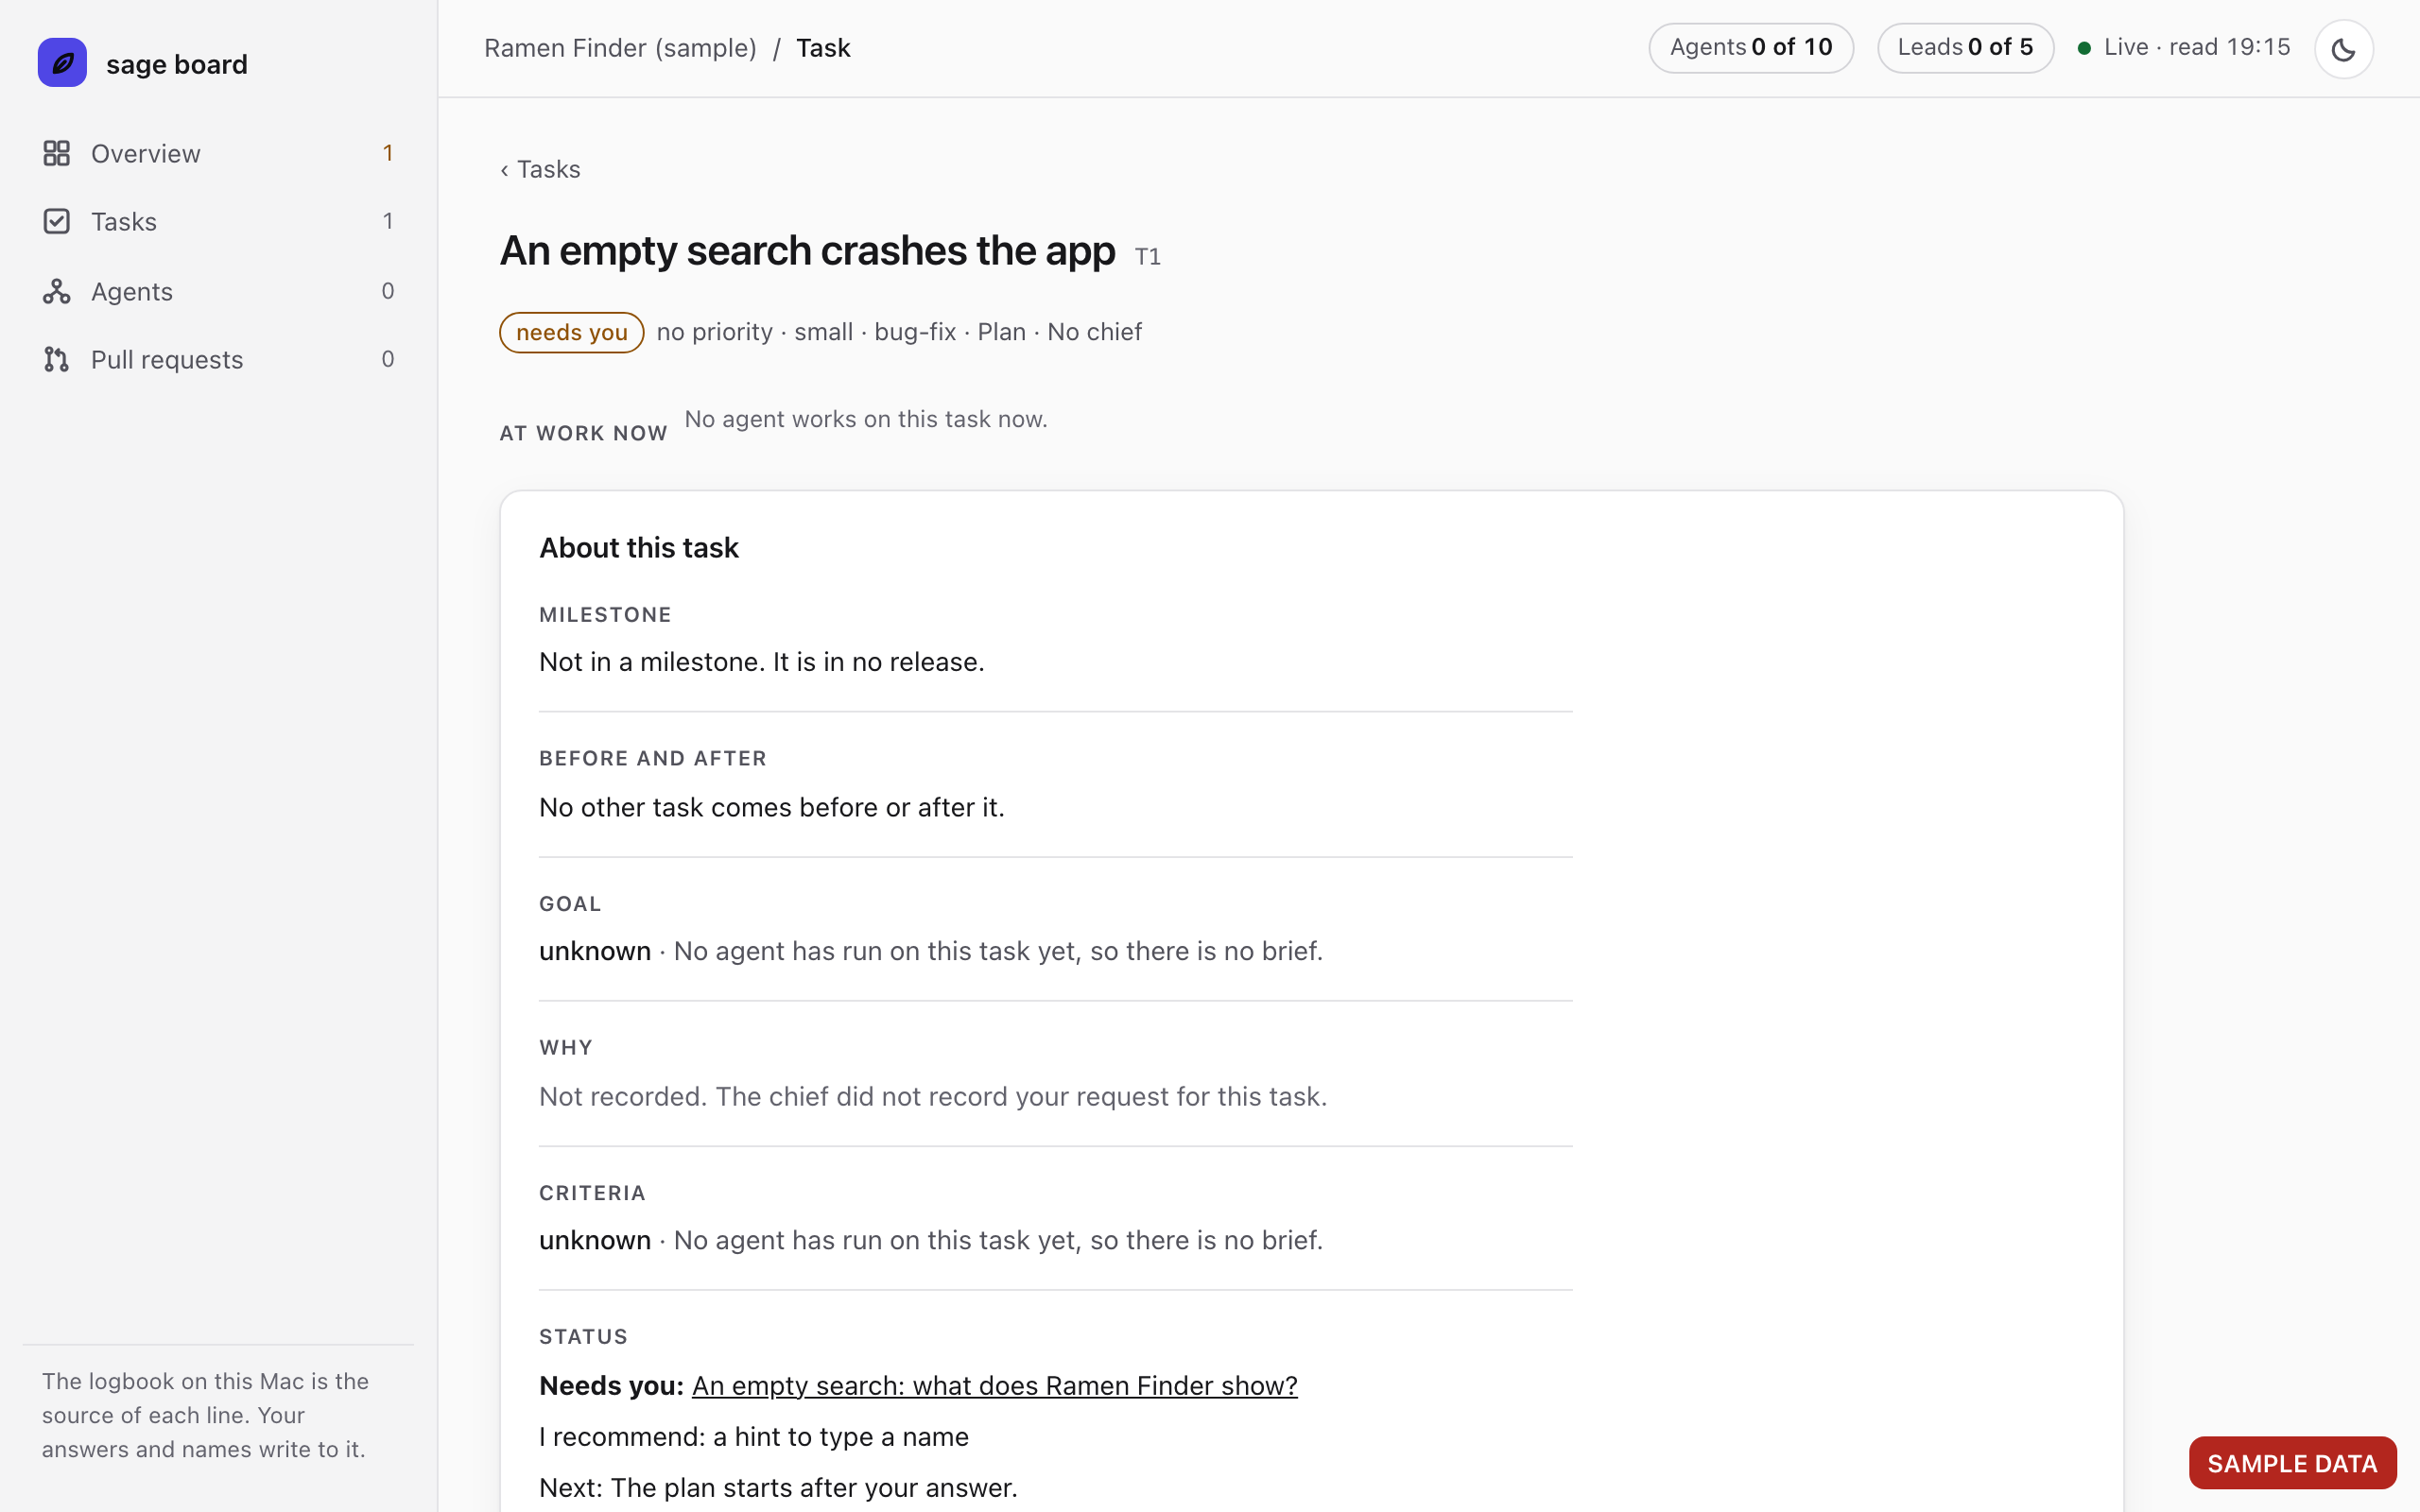 sage board
Overview 1
Tasks 1
Agents 0
Pull requests 0
The logbook on this Mac is the
source of each line. Your
answers and names write to it.
Ramen Finder (sample) / Task
Agents 0 of 10
Leads 0 of 5
Live · read 19:15
‹ Tasks
An empty search crashes the app T1
needs you no priority · small · bug-fix · Plan · No chief
AT WORK NOW No agent works on this task now.
About this task
MILESTONE
Not in a milestone. It is in no release.
BEFORE AND AFTER
No other task comes before or after it.
GOAL
unknown · No agent has run on this task yet, so there is no brief.
WHY
Not recorded. The chief did not record your request for this task.
CRITERIA
unknown · No agent has run on this task yet, so there is no brief.
STATUS
Needs you: An empty search: what does Ramen Finder show?
I recommend: a hint to type a name
Next: The plan starts after your answer.
SAMPLE DATA